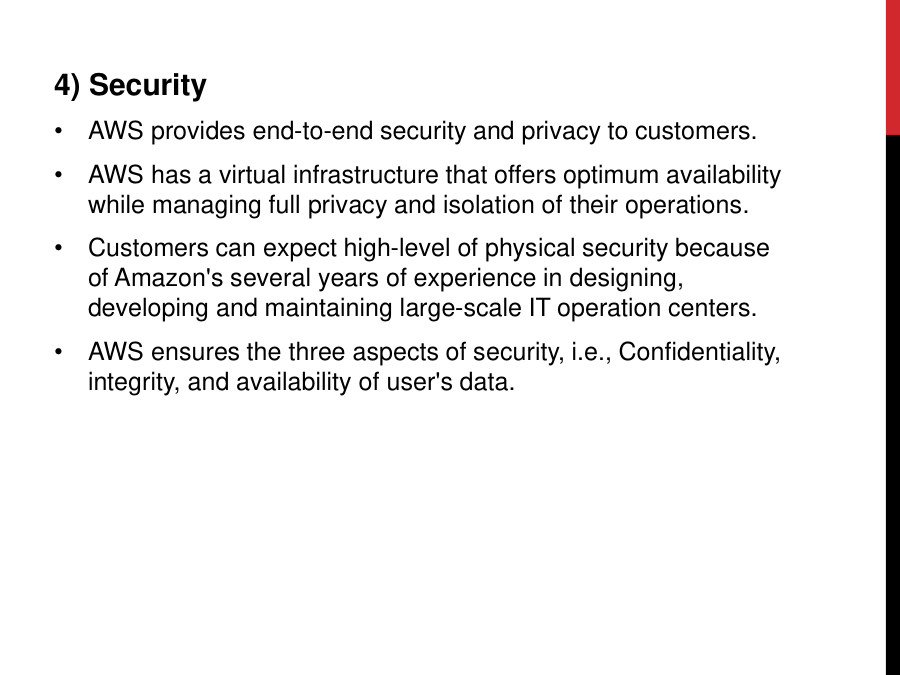 4) Security
• AWS provides end-to-end security and privacy to customers.
• AWS has a virtual infrastructure that offers optimum availability
while managing full privacy and isolation of their operations.
• Customers can expect high-level of physical security because
of Amazon's several years of experience in designing,
developing and maintaining large-scale IT operation centers.
• AWS ensures the three aspects of security, i.e., Confidentiality,
integrity, and availability of user's data.